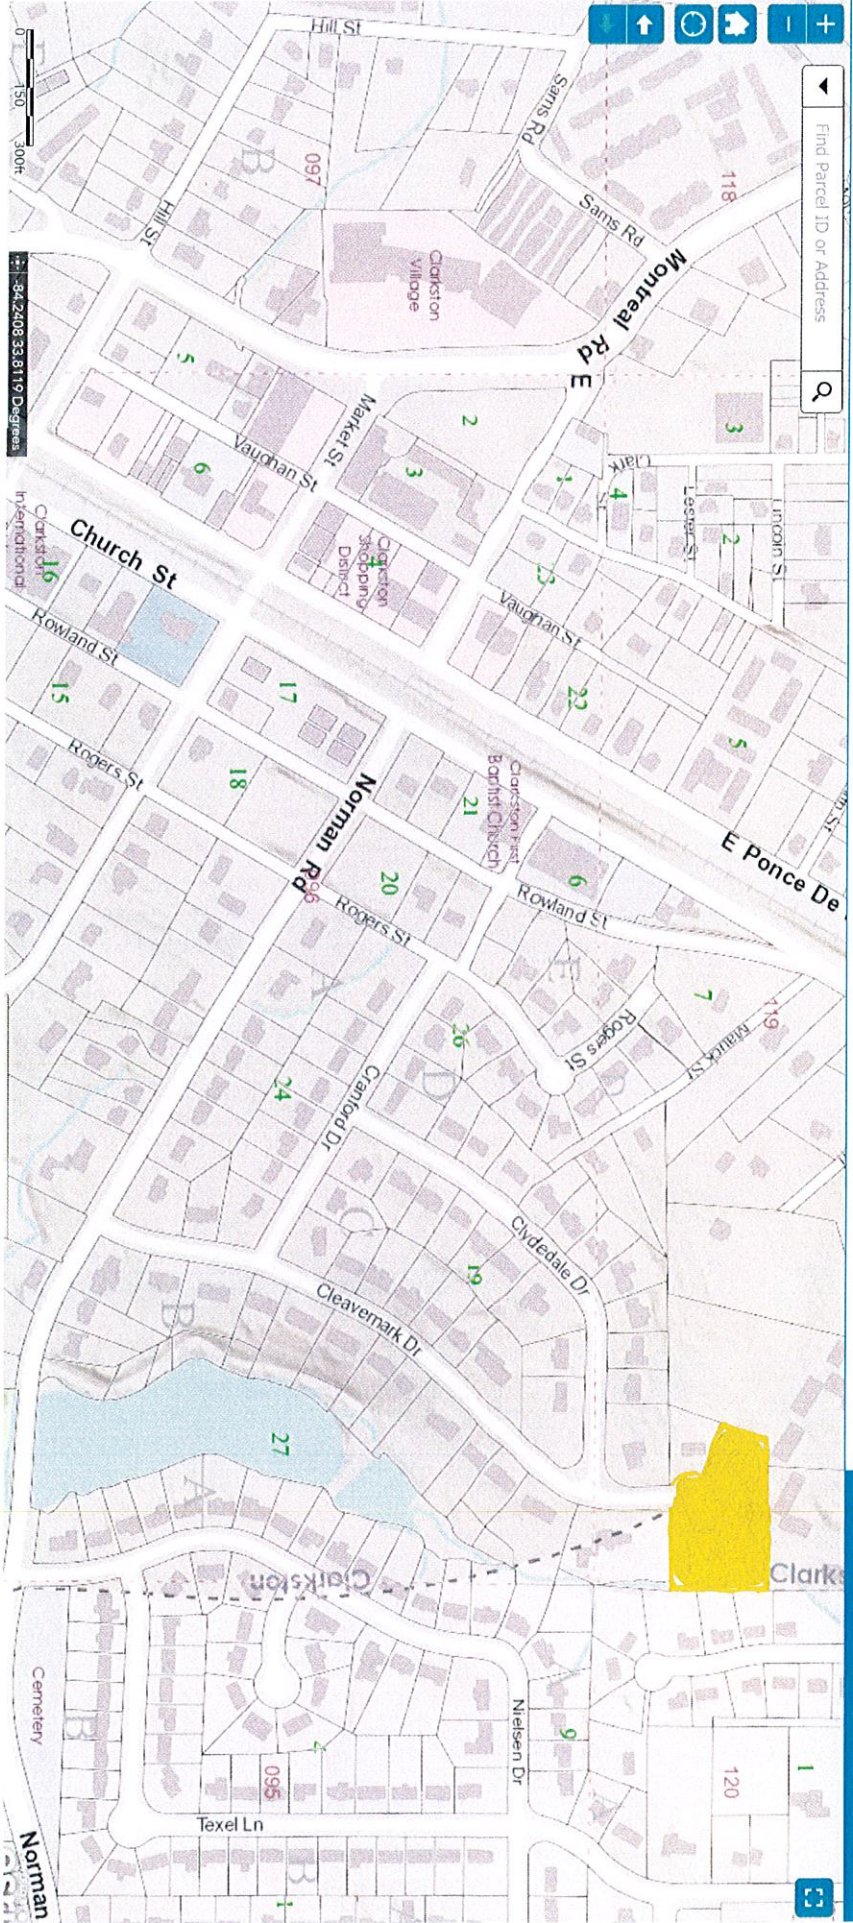 Find Parcel ID or Address
0 150 300ft
-84.2408 33.8119 Degrees
Hill St
Sams Rd
118
097
B
Hill St
Sams Rd
Montreal Rd E
Clarkston
Village
3
2
Clark St
4
1
Lester St
Lincoln St
2
5
Market St
3
Vaughan St
6
23
Vaughan St
22
5
4
Clarkston
Shopping
District
Church St
16
Clarkston
International
Rowland St
15
17
Rogers St
18
Norman Rd
096
21
Clarkston First
Baptist Church
6
E Ponce De
20
Rowland St
Rogers St
E
7
119
Mauck St
Rogers St
A
26
D
24
Cranford Dr
C
19
Clydedale Dr
Cleavemark Dr
B
27
A
Clarkston
Clarks
Cemetery
B
4
095
Nielsen Dr
9
120
1
Texel Ln
B
1
Norman